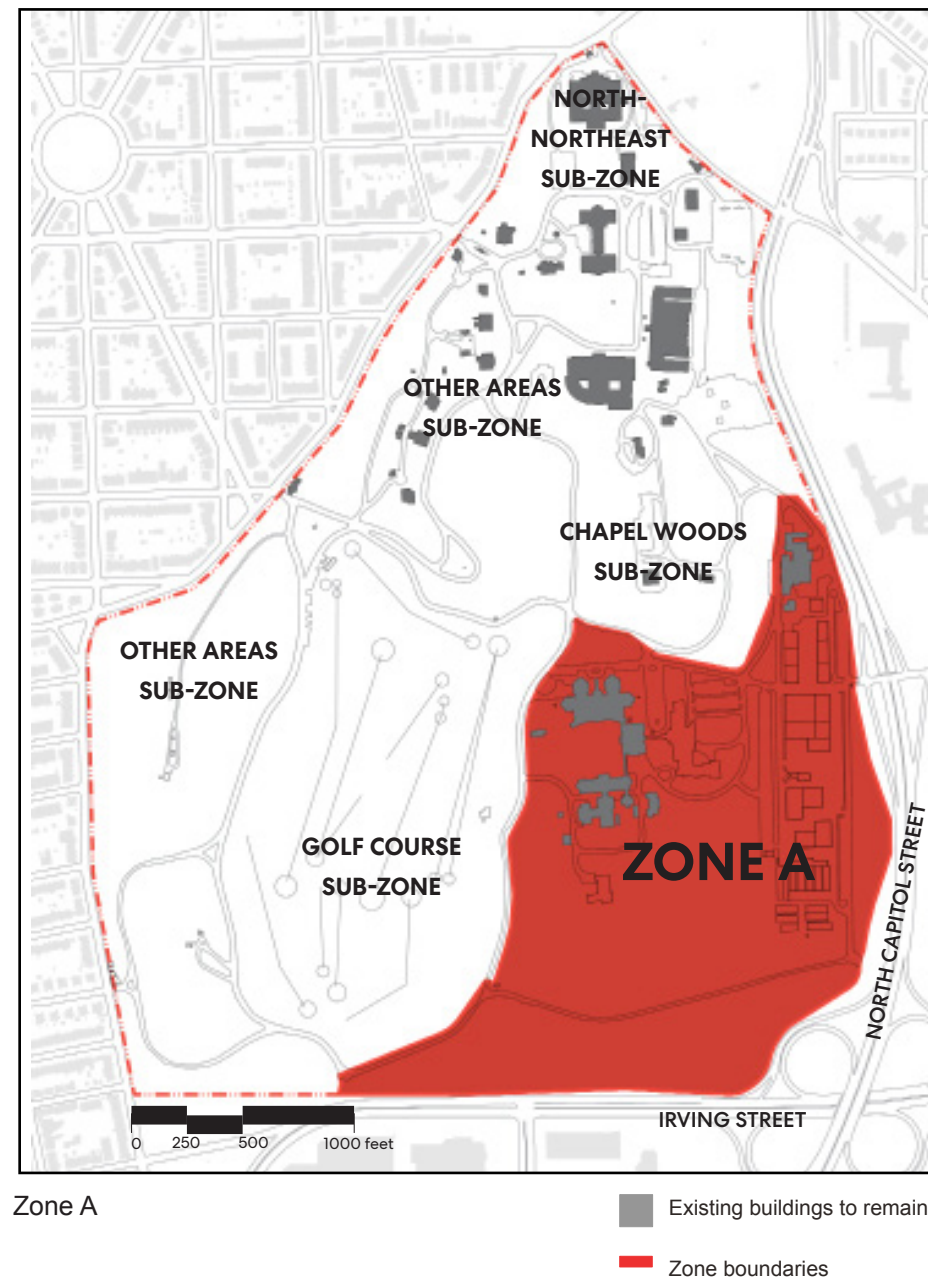 NORTH-
NORTHEAST
SUB-ZONE
OTHER AREAS
SUB-ZONE
CHAPEL WOODS
SUB-ZONE
OTHER AREAS
SUB-ZONE
GOLF COURSE
SUB-ZONE
ZONE A
NORTH CAPITOL STREET
IRVING STREET
0 250 500 1000 feet
Zone A
Existing buildings to remain
Zone boundaries